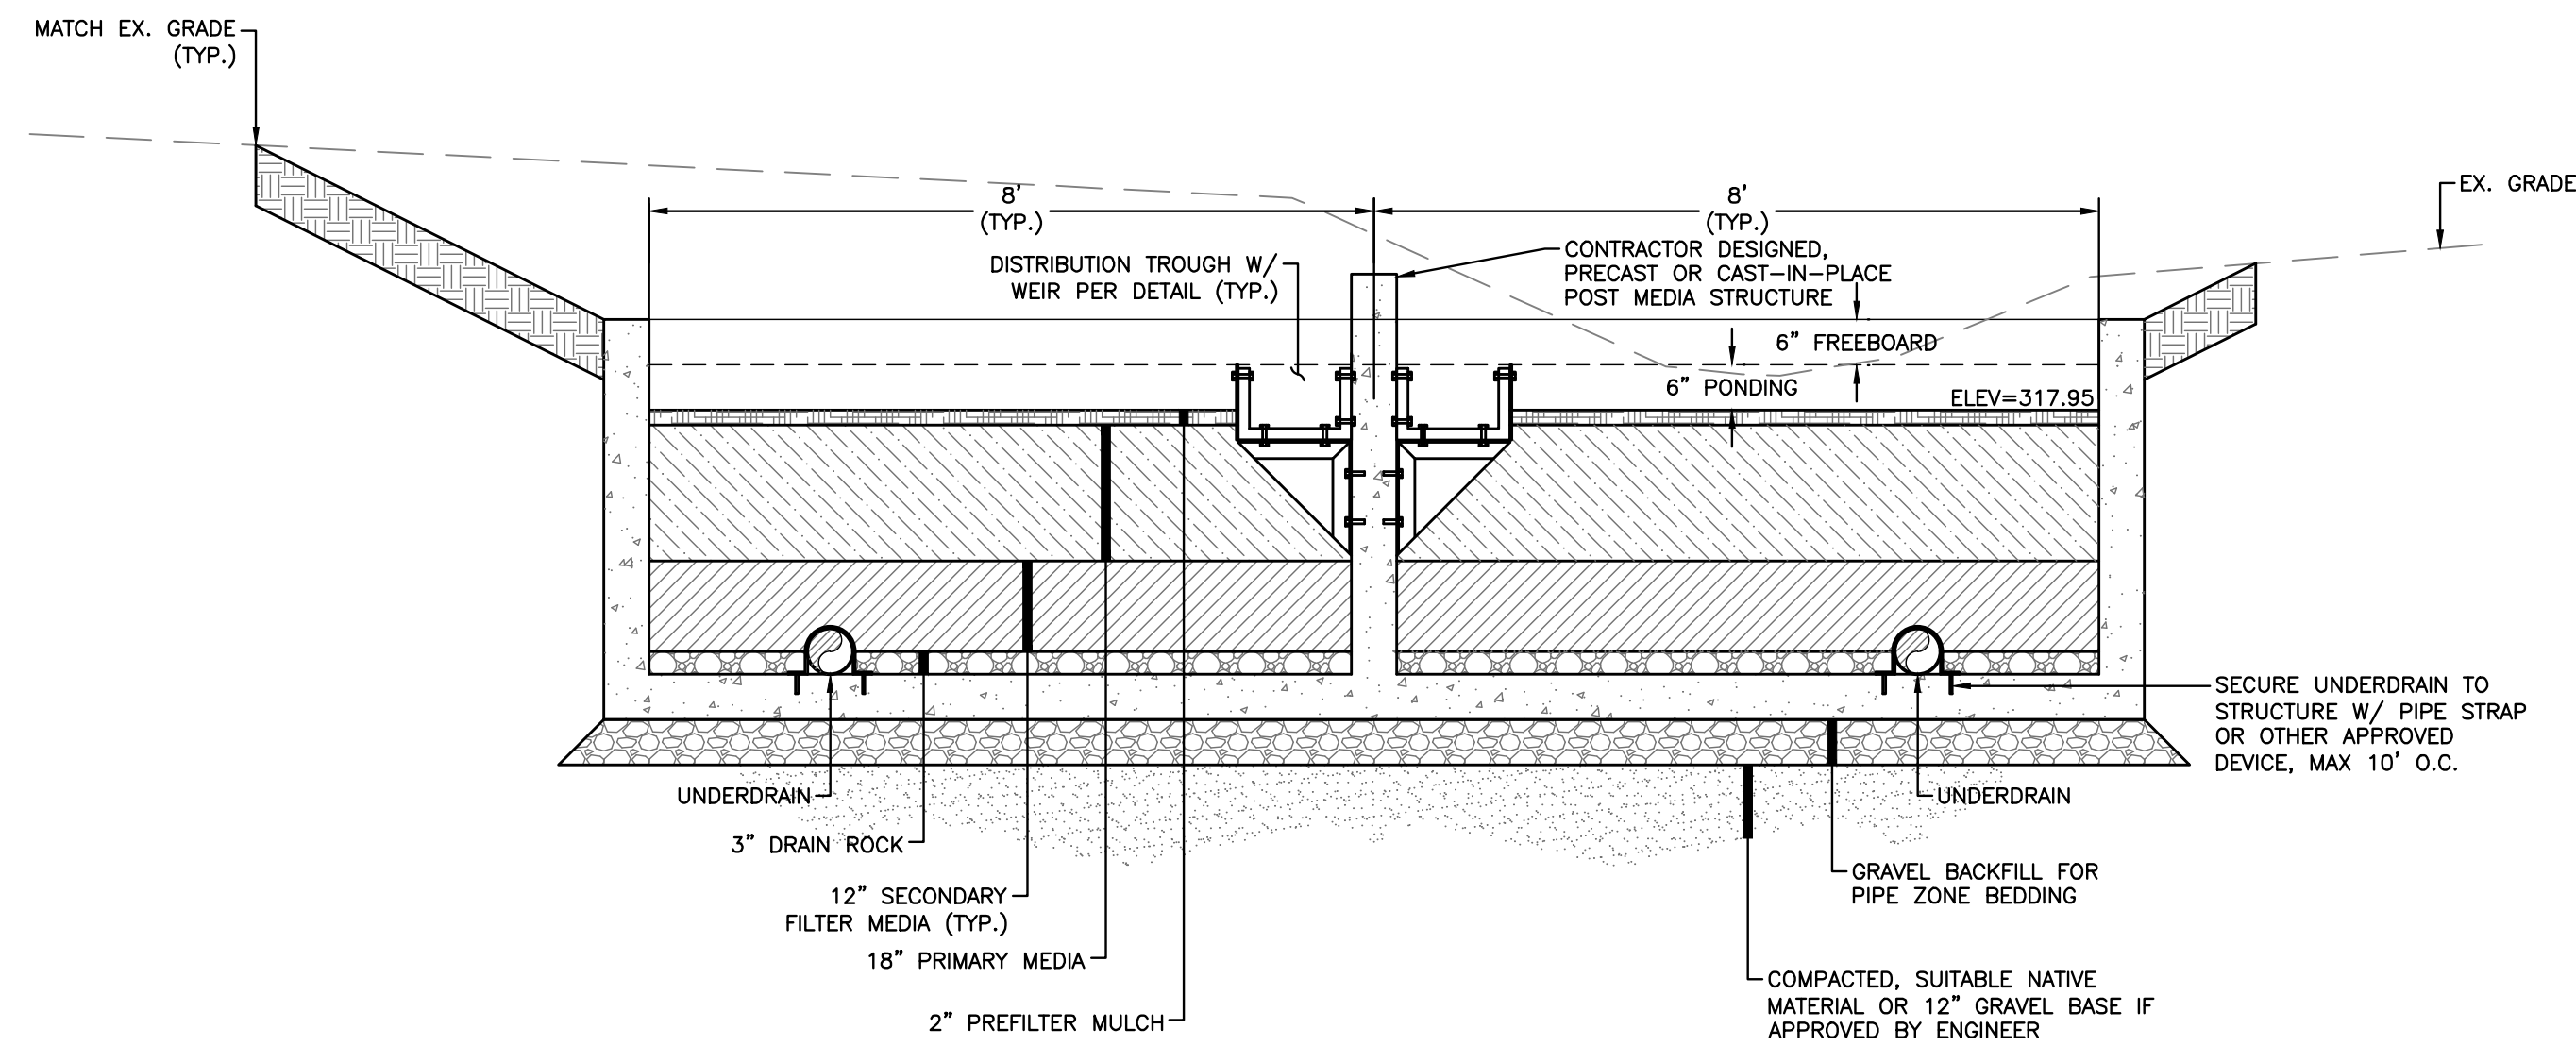 MATCH EX. GRADE
(TYP.)
EX. GRADE
8'
(TYP.)
8'
(TYP.)
DISTRIBUTION TROUGH W/
WEIR PER DETAIL (TYP.)
CONTRACTOR DESIGNED,
PRECAST OR CAST-IN-PLACE
POST MEDIA STRUCTURE
6" FREEBOARD
6" PONDING
ELEV=317.95
SECURE UNDERDRAIN TO
STRUCTURE W/ PIPE STRAP
OR OTHER APPROVED
DEVICE, MAX 10' O.C.
UNDERDRAIN
UNDERDRAIN
3" DRAIN ROCK
12" SECONDARY
FILTER MEDIA (TYP.)
18" PRIMARY MEDIA
2" PREFILTER MULCH
GRAVEL BACKFILL FOR
PIPE ZONE BEDDING
COMPACTED, SUITABLE NATIVE
MATERIAL OR 12" GRAVEL BASE IF
APPROVED BY ENGINEER